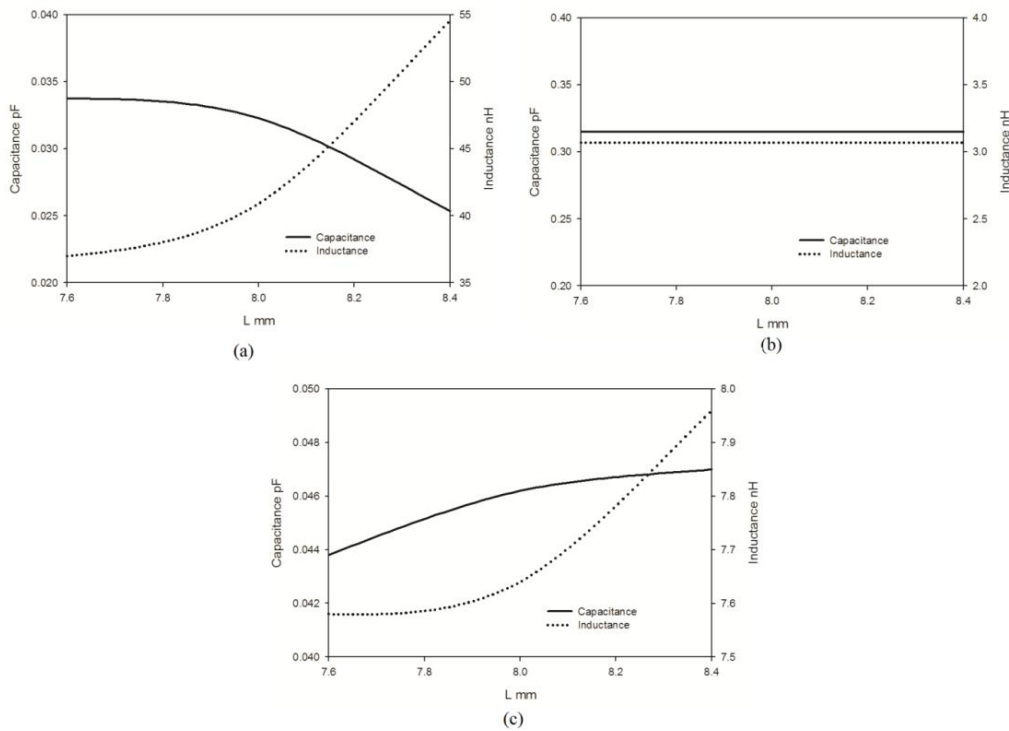 0.040
0.035
0.030
0.025
0.020
Capacitance pF
55
50
45
40
35
Inductance nH
7.6 7.8 8.0 8.2 8.4
L mm
Capacitance
Inductance
(a)
0.40
0.35
0.30
0.25
0.20
Capacitance pF
4.0
3.5
3.0
2.5
2.0
Inductance nH
7.6 7.8 8.0 8.2 8.4
L mm
Capacitance
Inductance
(b)
0.050
0.048
0.046
0.044
0.042
0.040
Capacitance pF
8.0
7.9
7.8
7.7
7.6
7.5
Inductance nH
7.6 7.8 8.0 8.2 8.4
L mm
Capacitance
Inductance
(c)